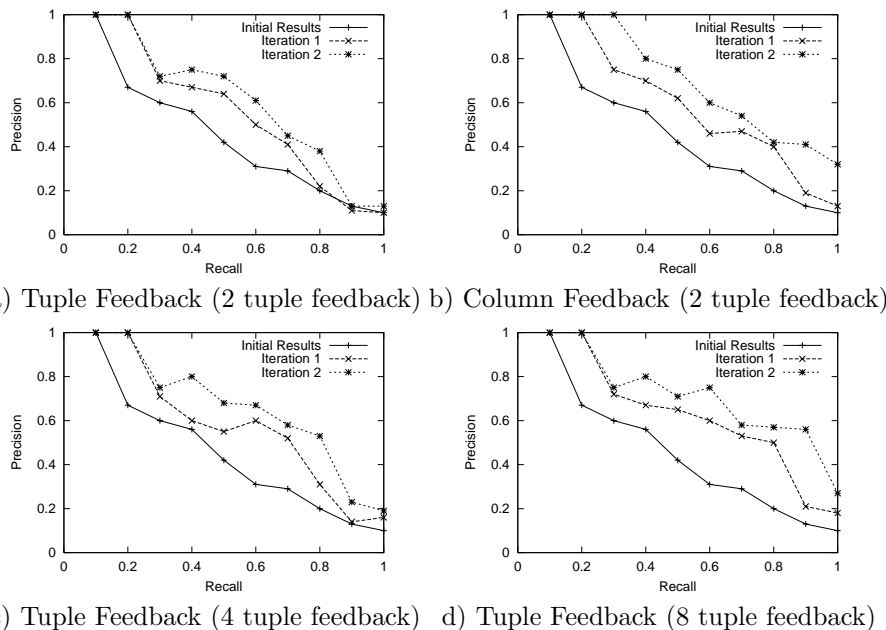 1
0.8
0.6
0.4
0.2
0
Precision
0 0.2 0.4 0.6 0.8 1
Recall
Initial Results
Iteration 1
Iteration 2
1
0.8
0.6
0.4
0.2
0
Precision
0 0.2 0.4 0.6 0.8 1
Recall
Initial Results
Iteration 1
Iteration 2
) Tuple Feedback (2 tuple feedback) b) Column Feedback (2 tuple feedback)
1
0.8
0.6
0.4
0.2
0
Precision
0 0.2 0.4 0.6 0.8 1
Recall
Initial Results
Iteration 1
Iteration 2
1
0.8
0.6
0.4
0.2
0
Precision
0 0.2 0.4 0.6 0.8 1
Recall
Initial Results
Iteration 1
Iteration 2
) Tuple Feedback (4 tuple feedback) d) Tuple Feedback (8 tuple feedback)